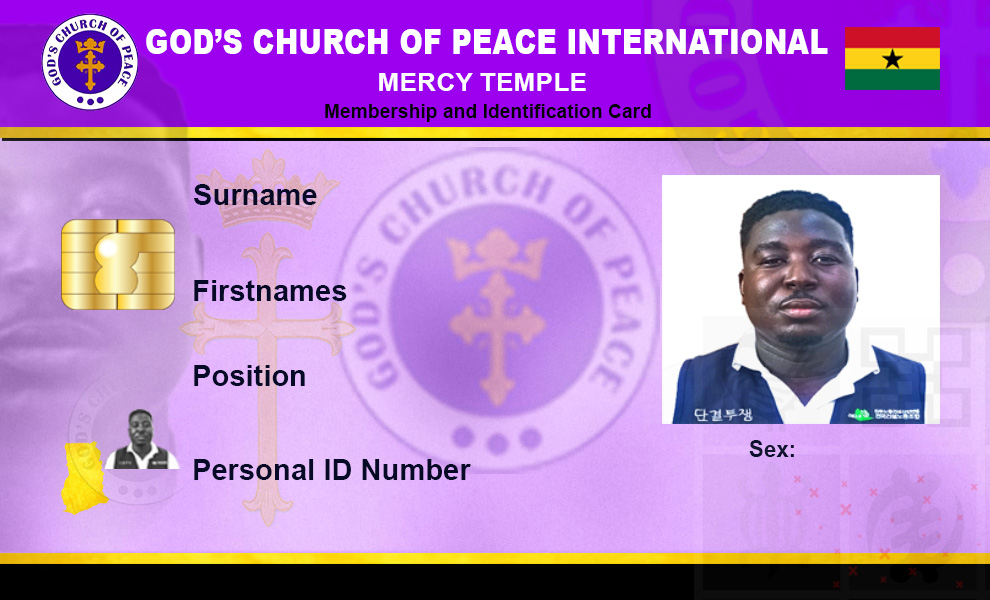 GOD'S CHURCH OF PEACE
GOD'S CHURCH OF PEACE INTERNATIONAL
MERCY TEMPLE
Membership and Identification Card
GOD'S CHURCH OF PEACE
Surname
Firstnames
Position
Personal ID Number
단결투쟁
Sex: